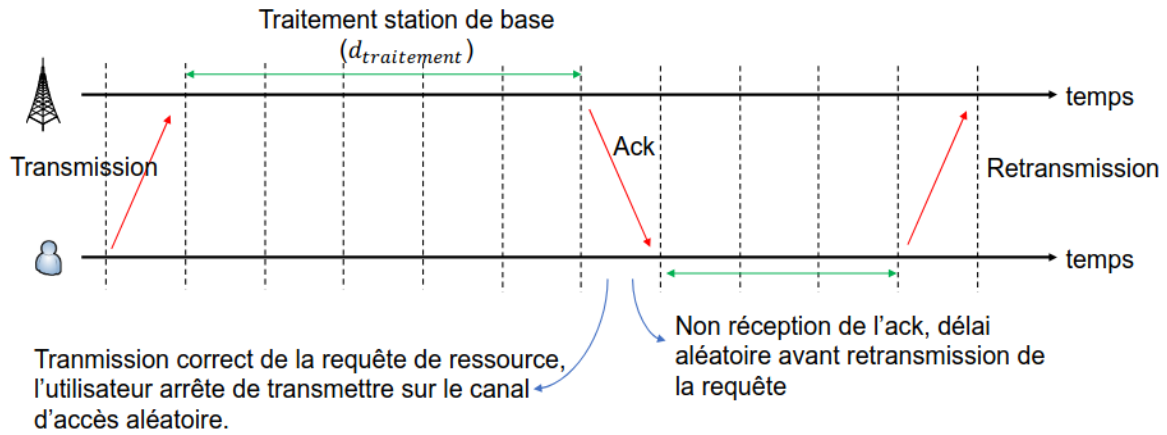 Traitement station de base
(d_traitement)
temps
Transmission
Ack
Retransmission
temps
Tranmission correct de la requête de ressource,
l'utilisateur arrête de transmettre sur le canal
d'accès aléatoire.
Non réception de l'ack, délai
aléatoire avant retransmission de
la requête